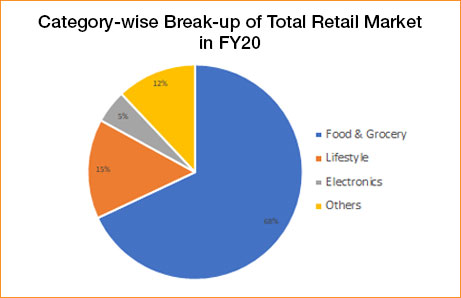 Category-wise Break-up of Total Retail Market
in FY20
12%
5%
15%
68%
Food & Grocery
Lifestyle
Electronics
Others